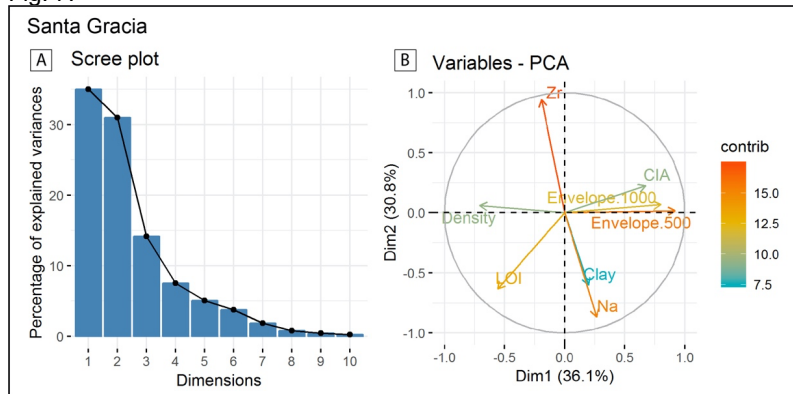 Santa Gracia
A Scree plot
Percentage of explained variances
30
20
10
0
1 2 3 4 5 6 7 8 9 10
Dimensions
B Variables - PCA
Dim2 (30.8%)
1.0
0.5
0.0
-0.5
-1.0
Zr
CIA
Envelope.1000
Density
Envelope.500
LOI
Clay
Na
-1.0 -0.5 0.0 0.5 1.0
Dim1 (36.1%)
contrib
15.0
12.5
10.0
7.5